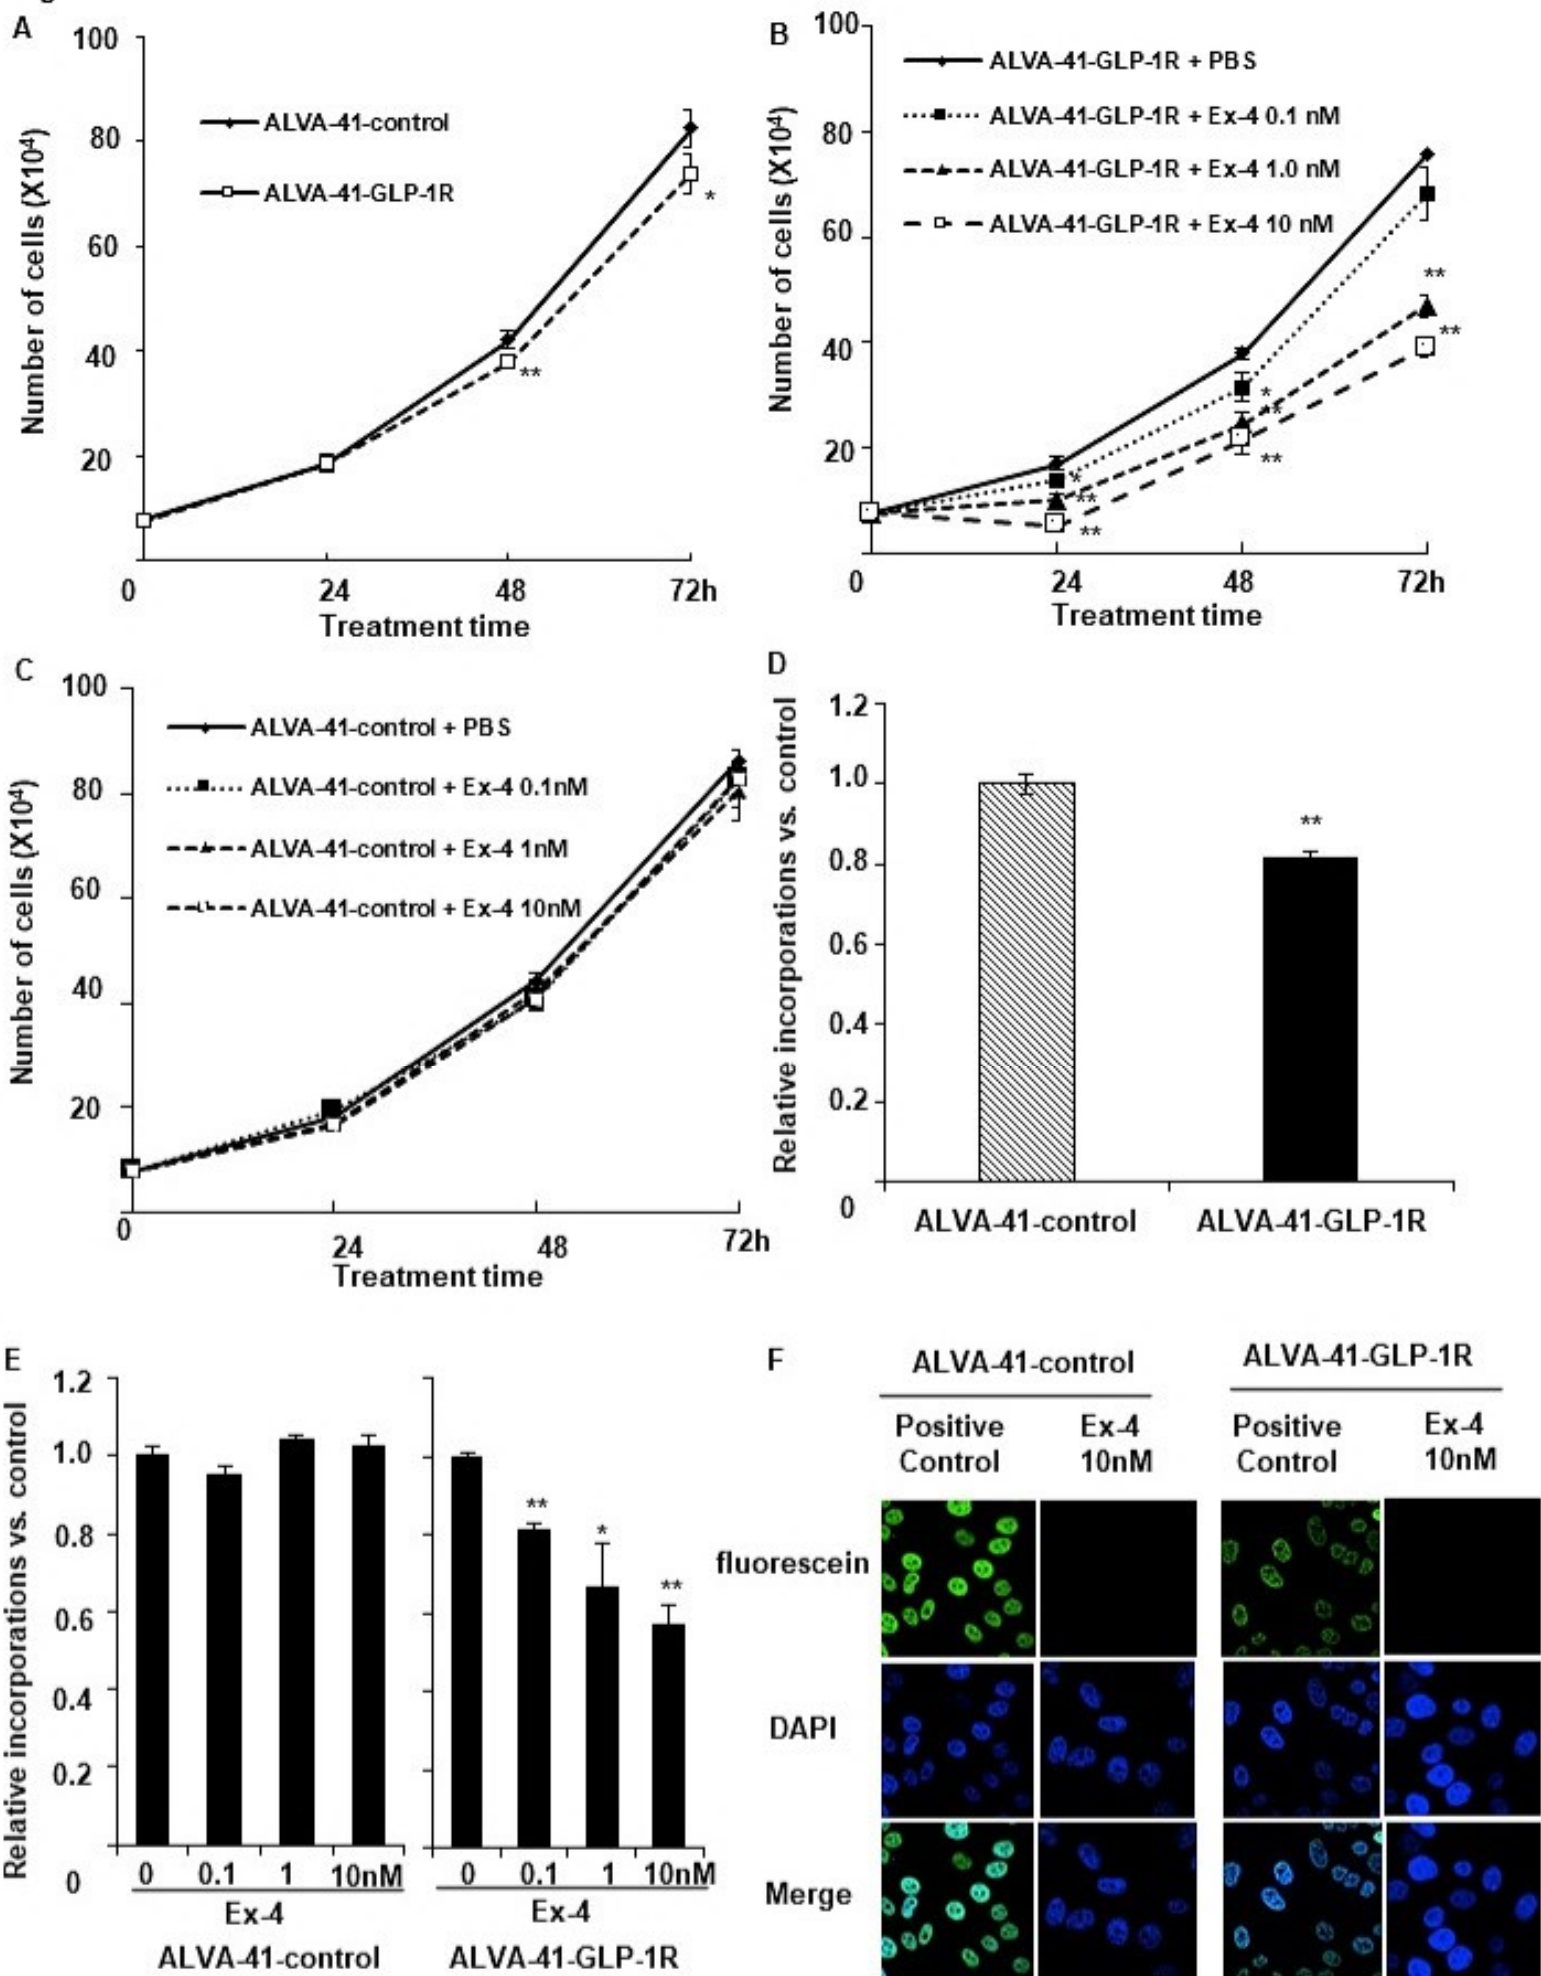 A
100
80
60
40
20
0
24
48
72h
Number of cells (X10⁴)
Treatment time
ALVA-41-control
ALVA-41-GLP-1R
*
**
B
100
80
60
40
20
0
24
48
72h
Number of cells (X10⁴)
Treatment time
ALVA-41-GLP-1R + PBS
ALVA-41-GLP-1R + Ex-4 0.1 nM
ALVA-41-GLP-1R + Ex-4 1.0 nM
ALVA-41-GLP-1R + Ex-4 10 nM
**
**
*
**
**
*
**
**
C
100
80
60
40
20
0
24
48
72h
Number of cells (X10⁴)
Treatment time
ALVA-41-control + PBS
ALVA-41-control + Ex-4 0.1nM
ALVA-41-control + Ex-4 1nM
ALVA-41-control + Ex-4 10nM
D
1.2
1.0
0.8
0.6
0.4
0.2
0
Relative incorporations vs. control
**
ALVA-41-control
ALVA-41-GLP-1R
E
1.2
1.0
0.8
0.6
0.4
0.2
0
Relative incorporations vs. control
**
*
**
0 0.1 1 10nM
Ex-4
ALVA-41-control
0 0.1 1 10nM
Ex-4
ALVA-41-GLP-1R
F
ALVA-41-control
ALVA-41-GLP-1R
Positive
Control
Ex-4
10nM
Positive
Control
Ex-4
10nM
fluorescein
DAPI
Merge